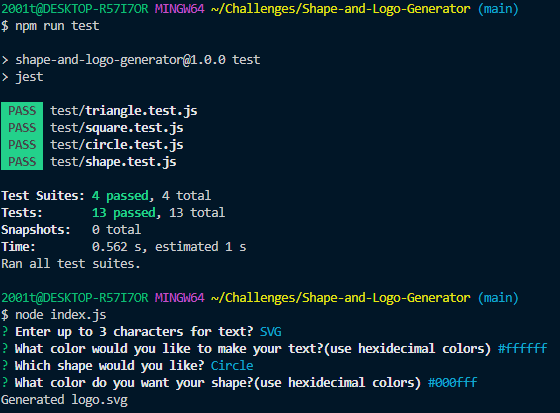 2001t@DESKTOP-R57I7OR MINGW64 ~/Challenges/Shape-and-Logo-Generator (main)
$ npm run test
> shape-and-logo-generator@1.0.0 test
> jest
PASS test/triangle.test.js
PASS test/square.test.js
PASS test/circle.test.js
PASS test/shape.test.js
Test Suites: 4 passed, 4 total
Tests: 13 passed, 13 total
Snapshots: 0 total
Time: 0.562 s, estimated 1 s
Ran all test suites.
2001t@DESKTOP-R57I7OR MINGW64 ~/Challenges/Shape-and-Logo-Generator (main)
$ node index.js
? Enter up to 3 characters for text? SVG
? What color would you like to make your text?(use hexidecimal colors) #ffffff
? Which shape would you like? Circle
? What color do you want your shape?(use hexidecimal colors) #000fff
Generated logo.svg